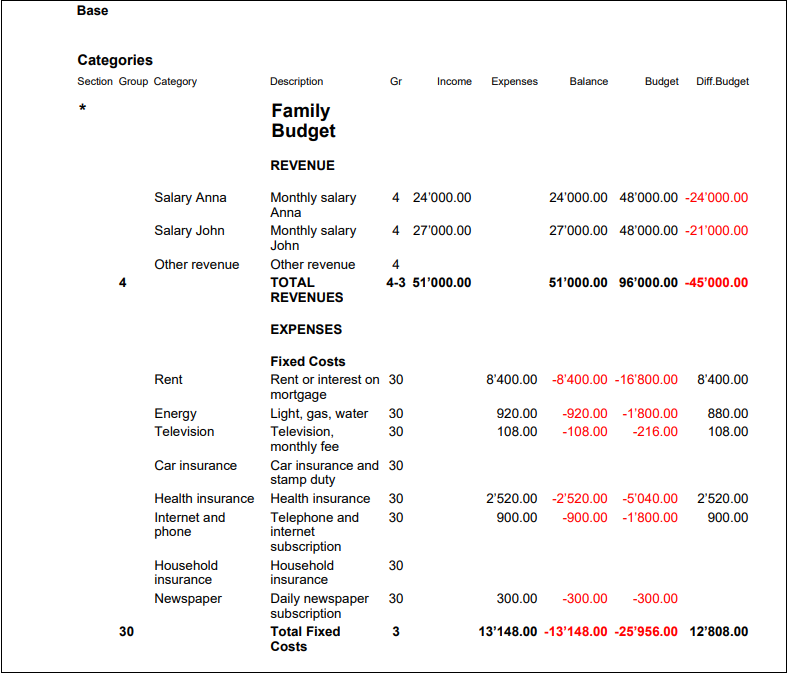 Base
Categories
Section Group Category Description Gr Income Expenses Balance Budget Diff.Budget
* Family
Budget
REVENUE
Salary Anna Monthly salary 4 24’000.00 24’000.00 48’000.00 -24’000.00
Anna
Salary John Monthly salary 4 27’000.00 27’000.00 48’000.00 -21’000.00
John
Other revenue Other revenue 4
4 TOTAL 4-3 51’000.00 51’000.00 96’000.00 -45’000.00
REVENUES
EXPENSES
Fixed Costs
Rent Rent or interest on 30 8’400.00 -8’400.00 -16’800.00 8’400.00
mortgage
Energy Light, gas, water 30 920.00 -920.00 -1’800.00 880.00
Television Television, 30 108.00 -108.00 -216.00 108.00
monthly fee
Car insurance Car insurance and 30
stamp duty
Health insurance Health insurance 30 2’520.00 -2’520.00 -5’040.00 2’520.00
Internet and Telephone and 30 900.00 -900.00 -1’800.00 900.00
phone internet
subscription
Household Household 30
insurance insurance
Newspaper Daily newspaper 30 300.00 -300.00 -300.00
subscription
30 Total Fixed 3 13’148.00 -13’148.00 -25’956.00 12’808.00
Costs